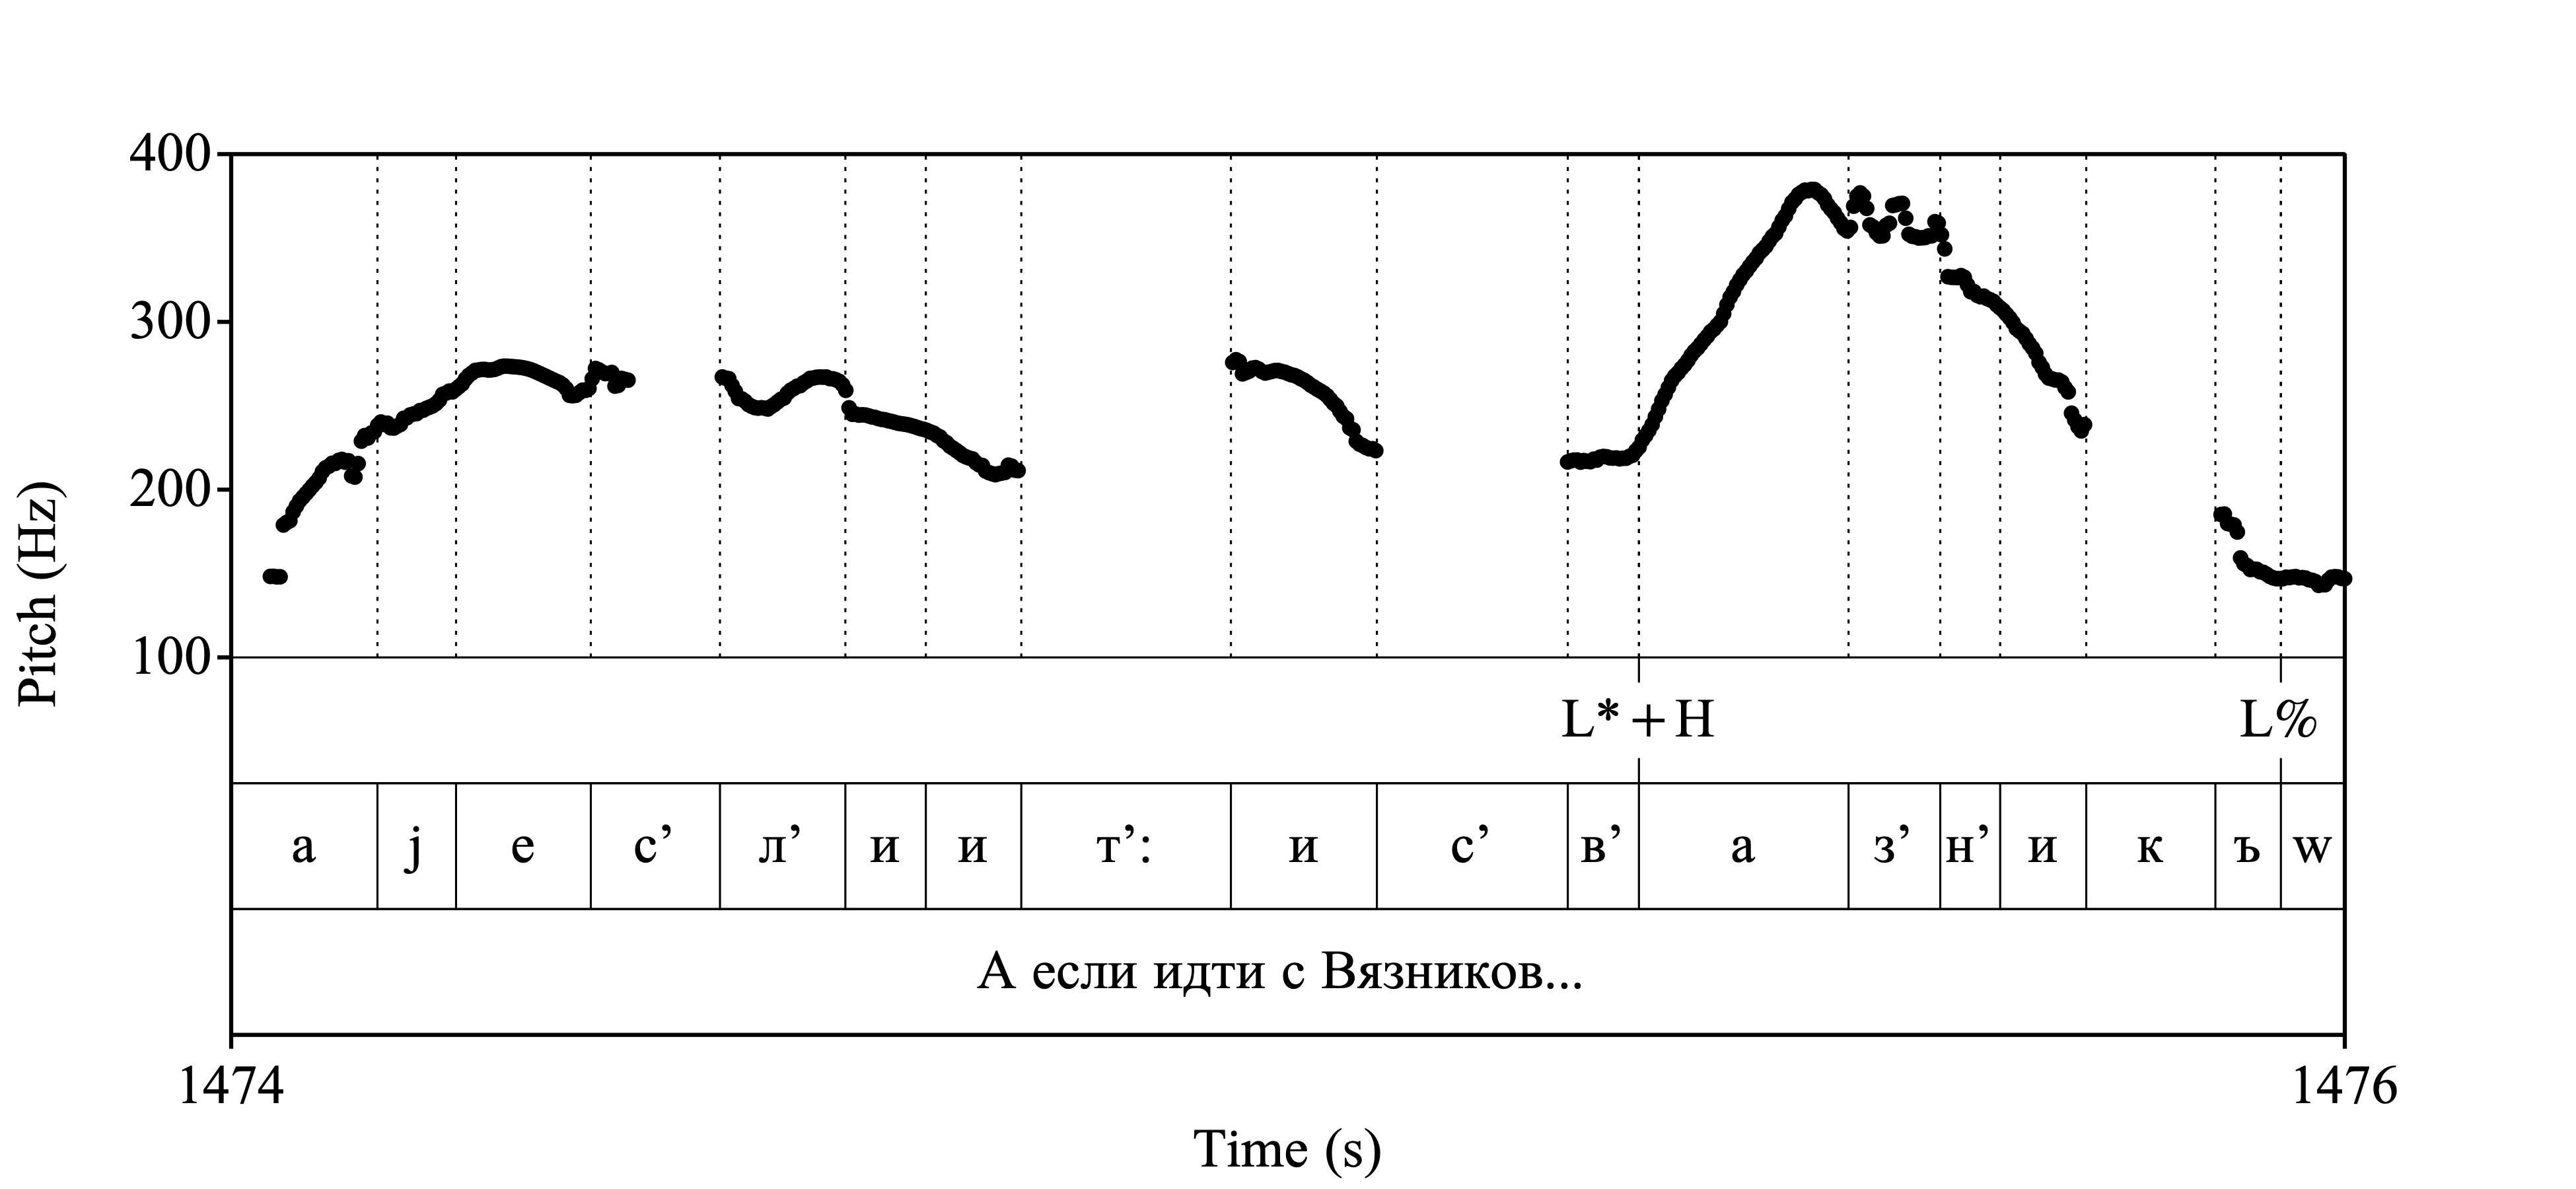 400
300
200
100
Pitch (Hz)
L*+H L%
а j е с’ л’ и и т’: и с’ в’ а з’ н’ и к ъ w
А если идти с Вязников...
1474 1476
Time (s)